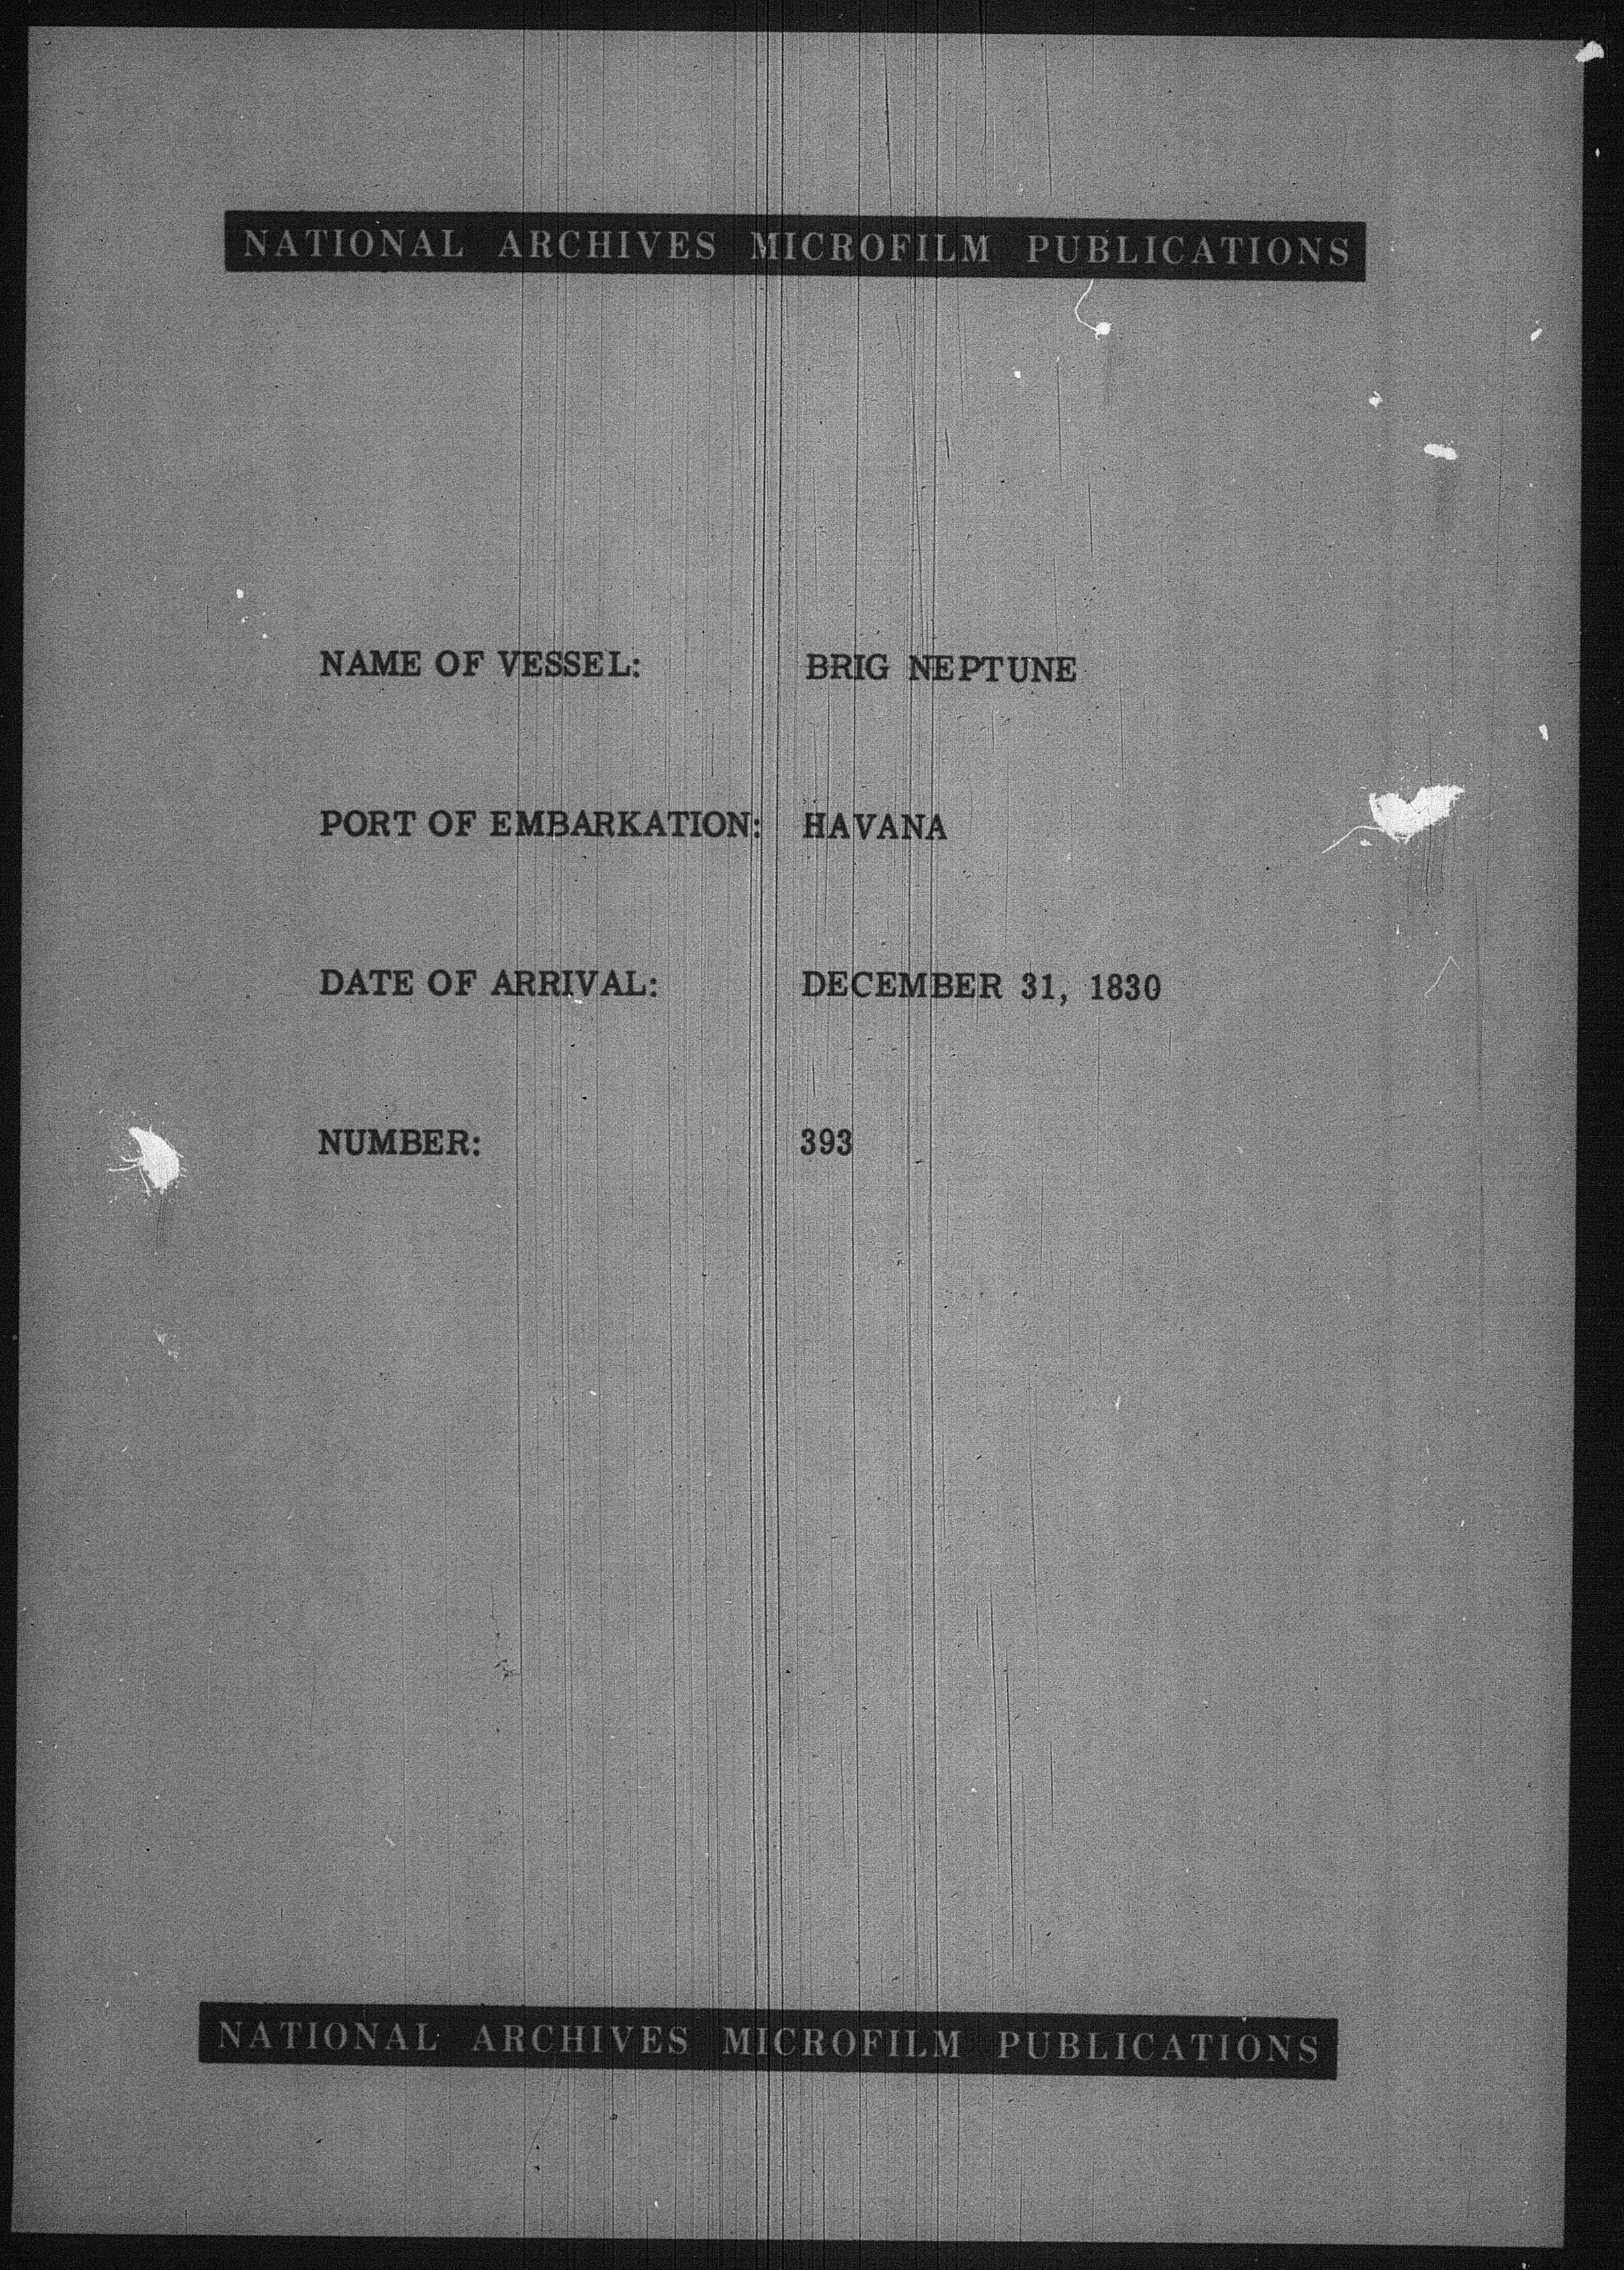 NATIONAL ARCHIVES MICROFILM PUBLICATIONS
NAME OF VESSEL: BRIG NEPTUNE
PORT OF EMBARKATION: HAVANA
DATE OF ARRIVAL: DECEMBER 31, 1830
NUMBER: 393
NATIONAL ARCHIVES MICROFILM PUBLICATIONS